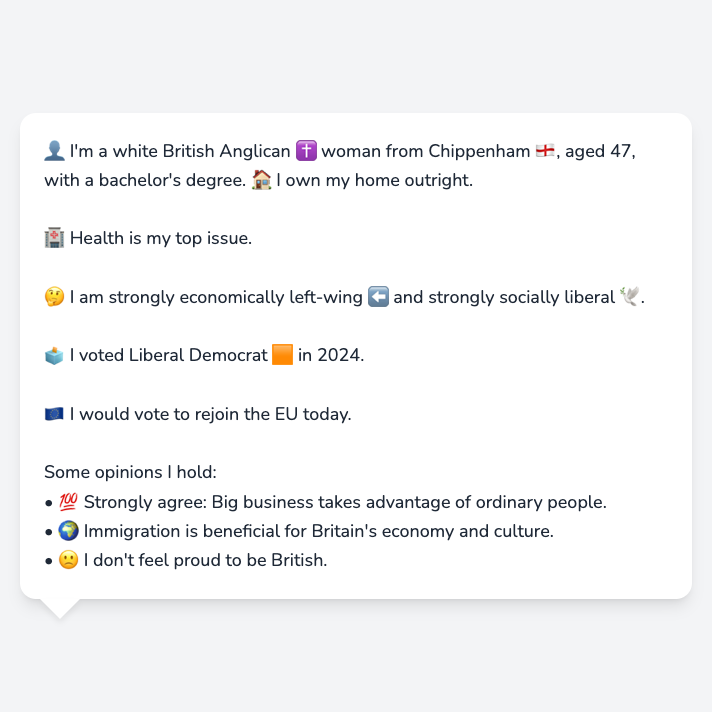 👤 I'm a white British Anglican ✝️ woman from Chippenham 🏴󠁧󠁢󠁥󠁮󠁧󠁿, aged 47,
with a bachelor's degree. 🏠 I own my home outright.
🏥 Health is my top issue.
🤔 I am strongly economically left-wing ⬅️ and strongly socially liberal 🕊️.
🗳️ I voted Liberal Democrat 🟧 in 2024.
🇪🇺 I would vote to rejoin the EU today.
Some opinions I hold:
• 💯 Strongly agree: Big business takes advantage of ordinary people.
• 🌍 Immigration is beneficial for Britain's economy and culture.
• 🙁 I don't feel proud to be British.